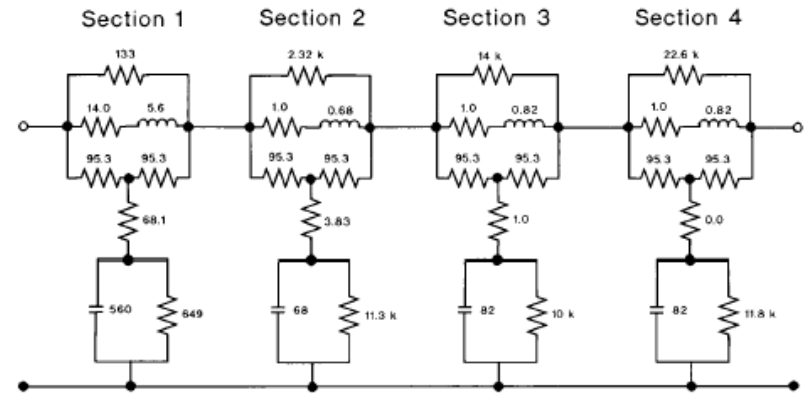 Section 1 Section 2 Section 3 Section 4
133 2.32 k 14 k 22.6 k
14.0 5.6 1.0 0.68 1.0 0.82 1.0 0.82
95.3 95.3 95.3 95.3 95.3 95.3 95.3 95.3
68.1 3.83 1.0 0.0
560 649 68 11.3 k 82 10 k 82 11.8 k